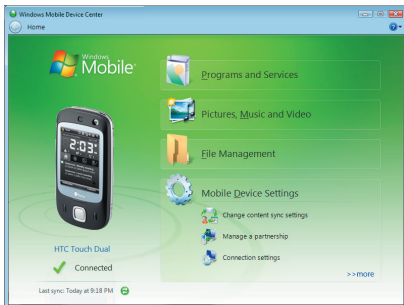 Windows Mobile Device Center
Home
Windows
Mobile
Programs and Services
Pictures, Music and Video
File Management
Mobile Device Settings
Change content sync settings
Manage a partnership
Connection settings
>>more
2:03
HTC Touch Dual
Connected
Last sync: Today at 9:18 PM